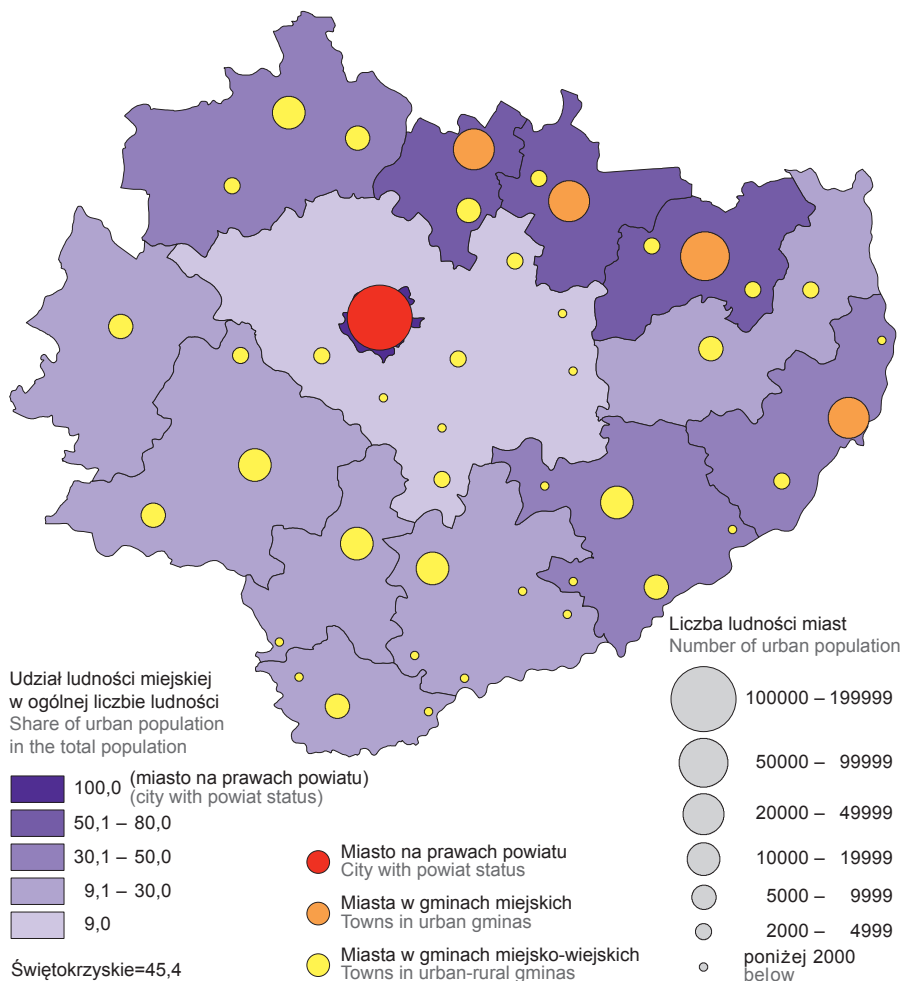 Udział ludności miejskiej
w ogólnej liczbie ludności
Share of urban population
in the total population
100,0 (miasto na prawach powiatu)
(city with powiat status)
50,1 – 80,0
30,1 – 50,0
9,1 – 30,0
9,0
Świętokrzyskie=45,4
Miasto na prawach powiatu
City with powiat status
Miasta w gminach miejskich
Towns in urban gminas
Miasta w gminach miejsko-wiejskich
Towns in urban-rural gminas
Liczba ludności miast
Number of urban population
100000 – 199999
50000 – 99999
20000 – 49999
10000 – 19999
5000 – 9999
2000 – 4999
poniżej 2000
below